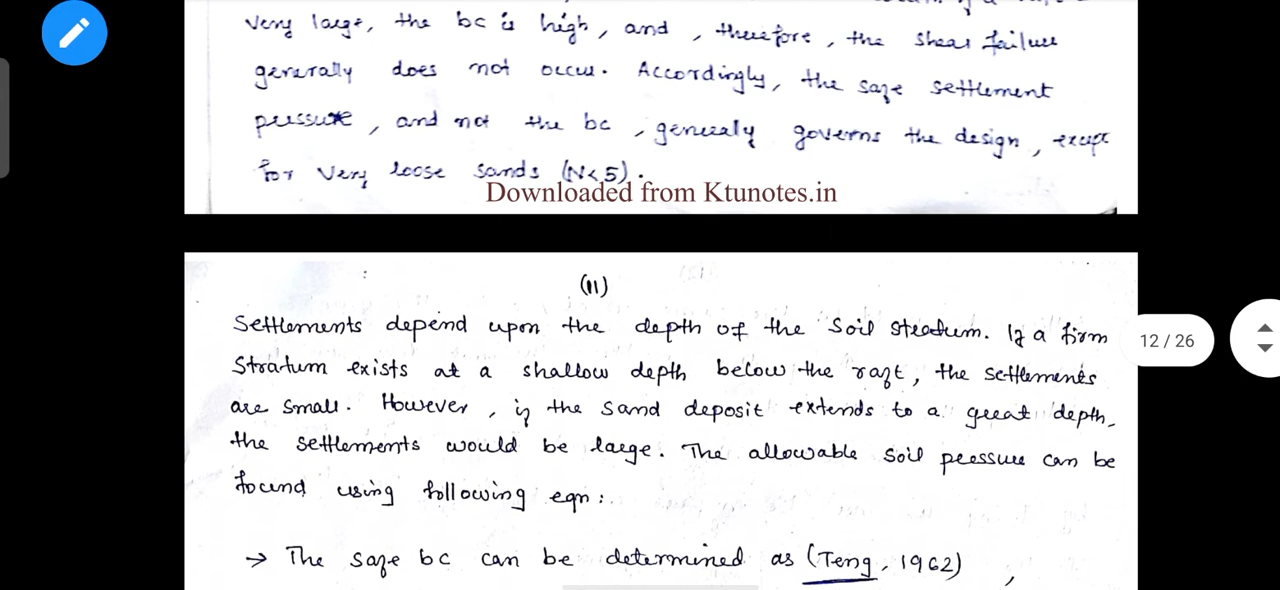 very large, the bc is high, and, therefore, the shear failure
generally does not occur. Accordingly, the safe settlement
pressure, and not the bc, generaly governs the design, except
for very loose sands (N<5).
Downloaded from Ktunotes.in
(11)
Settlements depend upon the depth of the soil stratum. If a firm
12 / 26
Stratum exists at a shallow depth below the raft, the settlements
are small. However, if the sand deposit extends to a great depth,
the settlements would be large. The allowable soil pressure can be
found using following eqn:
→ The safe bc can be determined as (Teng, 1962),